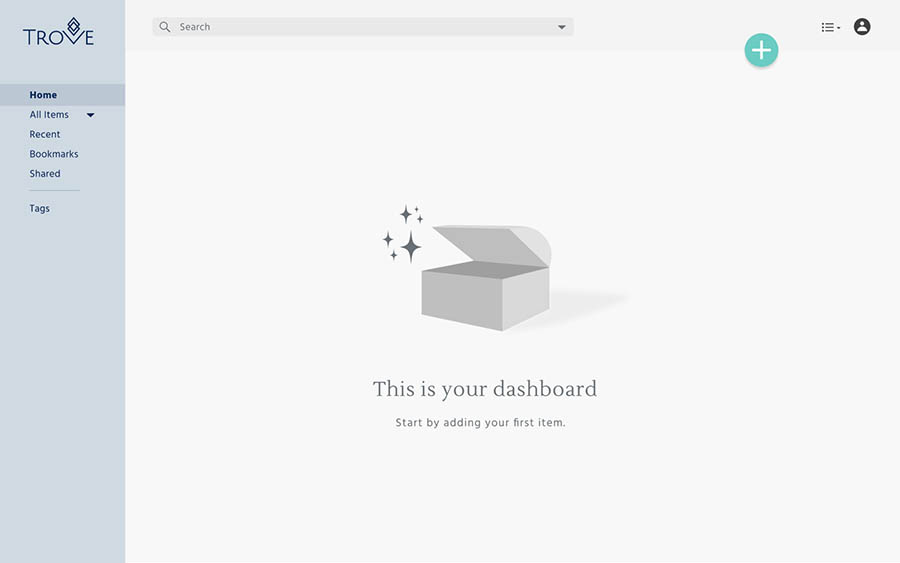 TROVE
Search
Home
All Items
Recent
Bookmarks
Shared
Tags
This is your dashboard
Start by adding your first item.